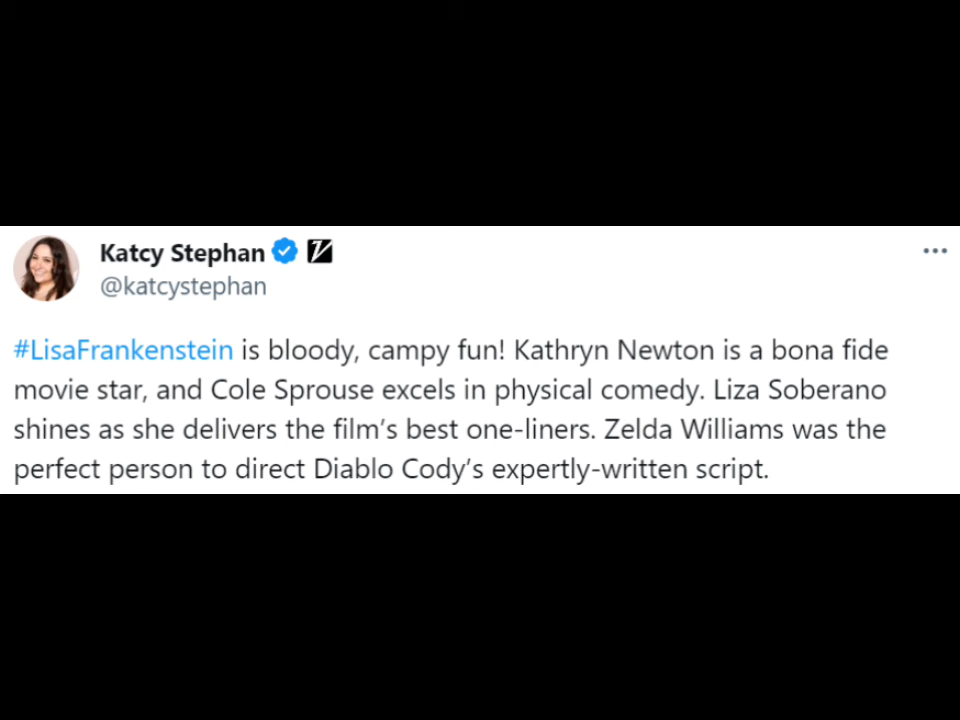 Katcy Stephan
@katcystephan
#LisaFrankenstein is bloody, campy fun! Kathryn Newton is a bona fide
movie star, and Cole Sprouse excels in physical comedy. Liza Soberano
shines as she delivers the film’s best one-liners. Zelda Williams was the
perfect person to direct Diablo Cody’s expertly-written script.